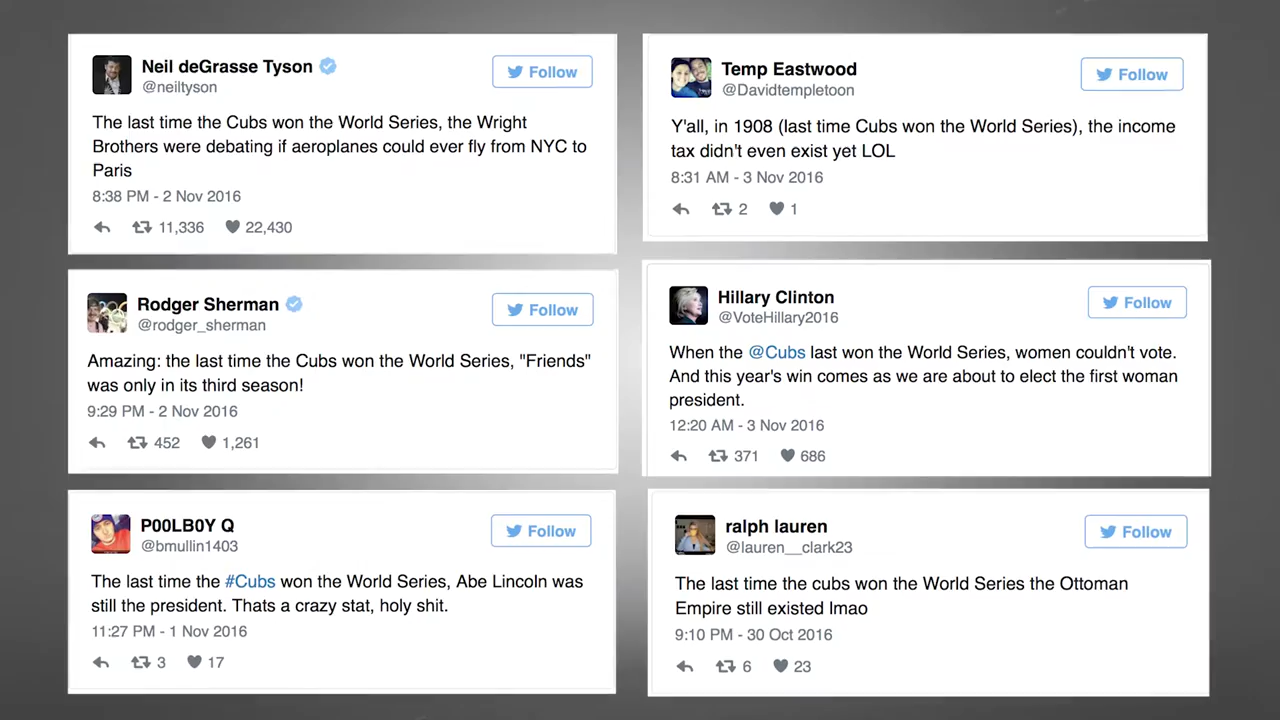 Neil deGrasse Tyson
@neiltyson
Follow
The last time the Cubs won the World Series, the Wright
Brothers were debating if aeroplanes could ever fly from NYC to
Paris
8:38 PM - 2 Nov 2016
11,336 22,430
Rodger Sherman
@rodger_sherman
Follow
Amazing: the last time the Cubs won the World Series, "Friends"
was only in its third season!
9:29 PM - 2 Nov 2016
452 1,261
P00LB0Y Q
@bmullin1403
Follow
The last time the #Cubs won the World Series, Abe Lincoln was
still the president. Thats a crazy stat, holy shit.
11:27 PM - 1 Nov 2016
3 17
Temp Eastwood
@Davidtempletoon
Follow
Y'all, in 1908 (last time Cubs won the World Series), the income
tax didn't even exist yet LOL
8:31 AM - 3 Nov 2016
2 1
Hillary Clinton
@VoteHillary2016
Follow
When the @Cubs last won the World Series, women couldn't vote.
And this year's win comes as we are about to elect the first woman
president.
12:20 AM - 3 Nov 2016
371 686
ralph lauren
@lauren__clark23
Follow
The last time the cubs won the World Series the Ottoman
Empire still existed lmao
9:10 PM - 30 Oct 2016
6 23